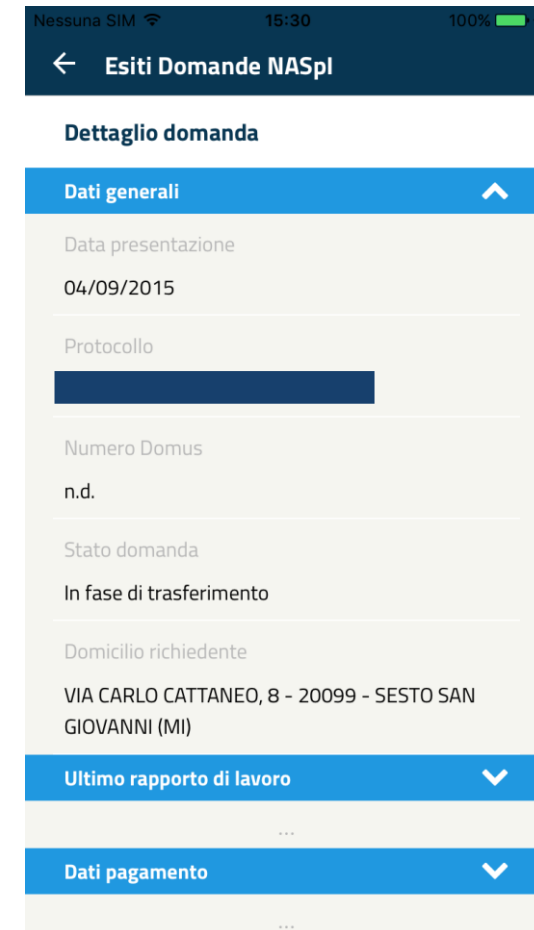 Nessuna SIM 15:30 100%
Esiti Domande NASpI
Dettaglio domanda
Dati generali
Data presentazione
04/09/2015
Protocollo
Numero Domus
n.d.
Stato domanda
In fase di trasferimento
Domicilio richiedente
VIA CARLO CATTANEO, 8 - 20099 - SESTO SAN
GIOVANNI (MI)
Ultimo rapporto di lavoro
...
Dati pagamento
...